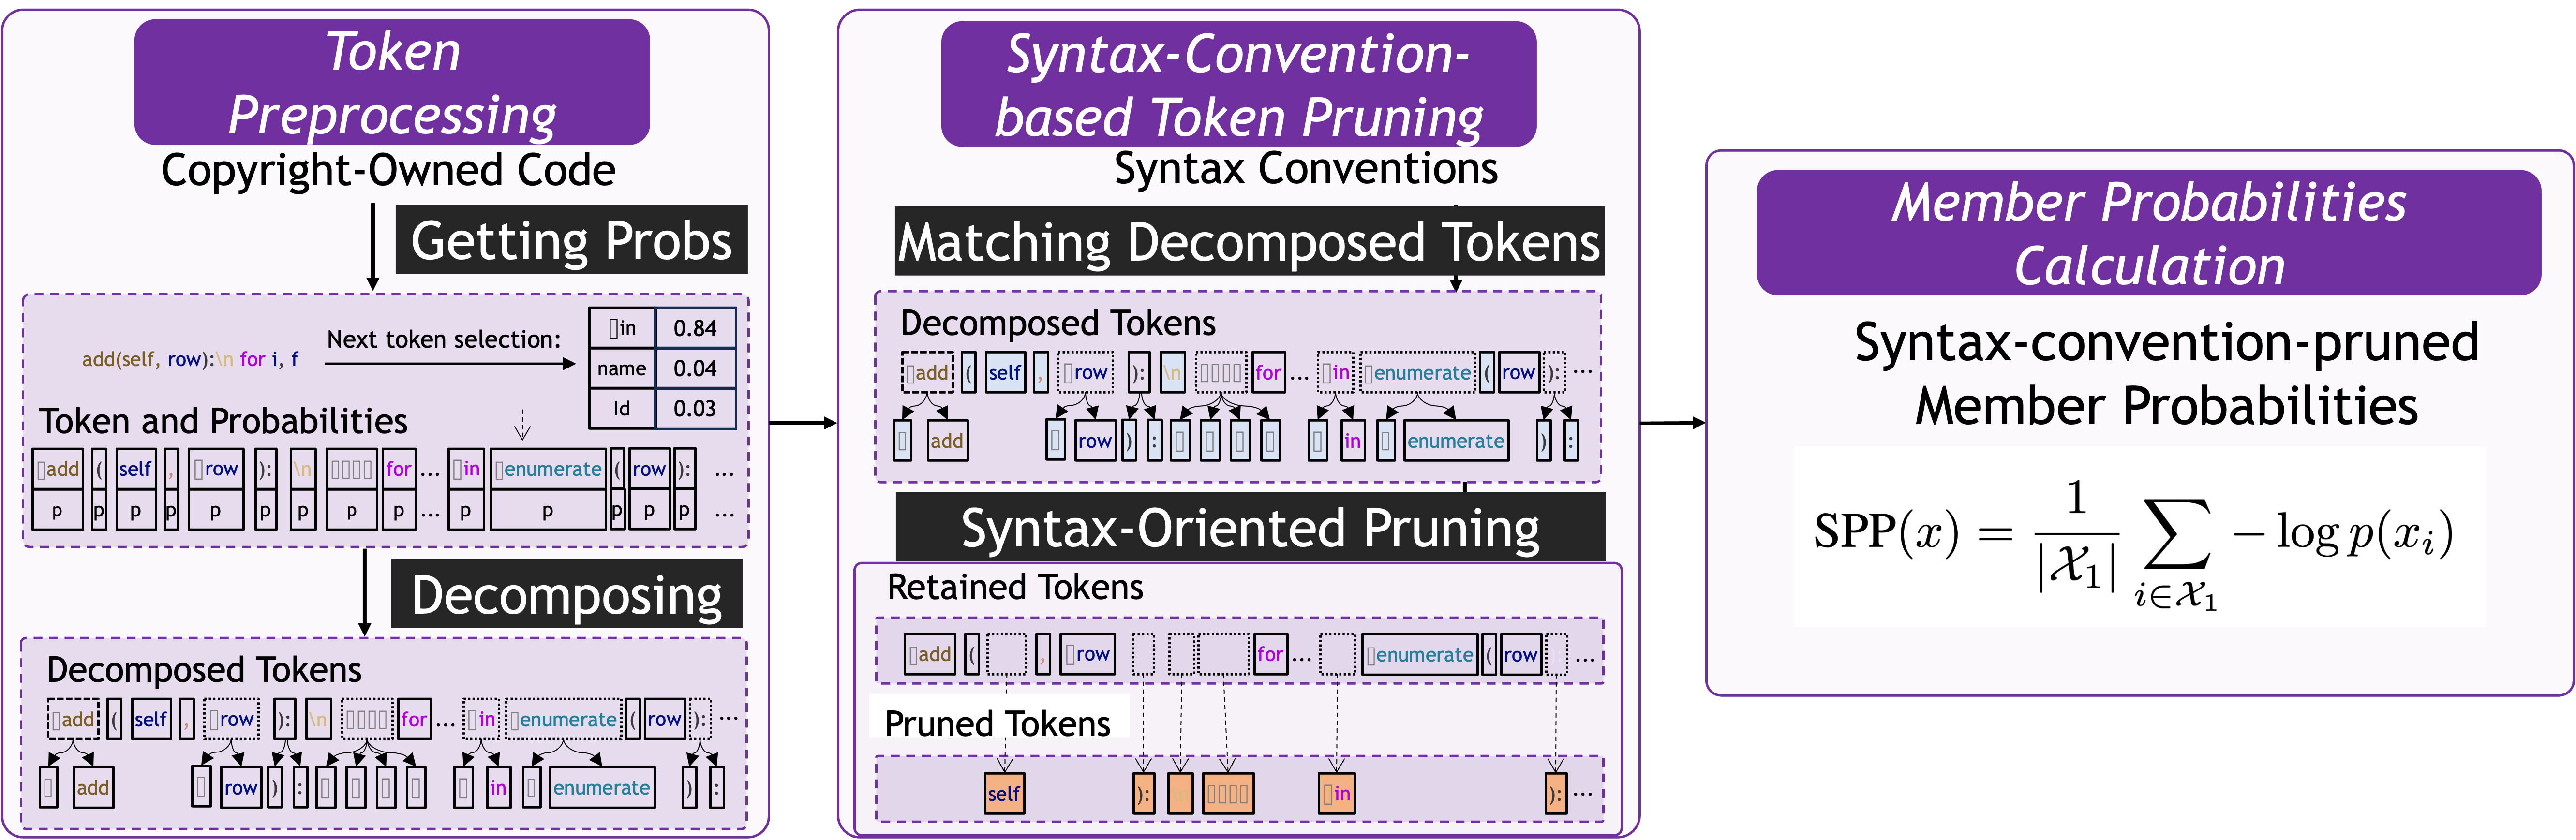 Token
Preprocessing
Copyright-Owned Code
Getting Probs
add(self, row):\n for i, f
Next token selection:
▯in 0.84
name 0.04
Id 0.03
Token and Probabilities
▯add ( self , ▯row ): \n ▯▯▯▯ for ... ▯in ▯enumerate ( row ): ...
p p p p p p p p p ... p p p p p ...
Decomposing
Decomposed Tokens
▯add ( self , ▯row ): \n ▯▯▯▯ for ... ▯in ▯enumerate ( row ): ...
▯ add ▯ row ) : ▯ ▯ ▯ ▯ ▯ in ▯ enumerate ) :
Syntax-Convention-
based Token Pruning
Syntax Conventions
Matching Decomposed Tokens
Decomposed Tokens
▯add ( self , ▯row ): \n ▯▯▯▯ for ... ▯in ▯enumerate ( row ): ...
▯ add ▯ row ) : ▯ ▯ ▯ ▯ ▯ in ▯ enumerate ) :
Syntax-Oriented Pruning
Retained Tokens
▯add ( , ▯row for ... ▯enumerate ( row ...
Pruned Tokens
self ): \n ▯▯▯▯ ▯in ): ...
Member Probabilities
Calculation
Syntax-convention-pruned
Member Probabilities
SPP(x) = 1/|𝒳₁| ∑_{i∈𝒳₁} − log p(x_i)